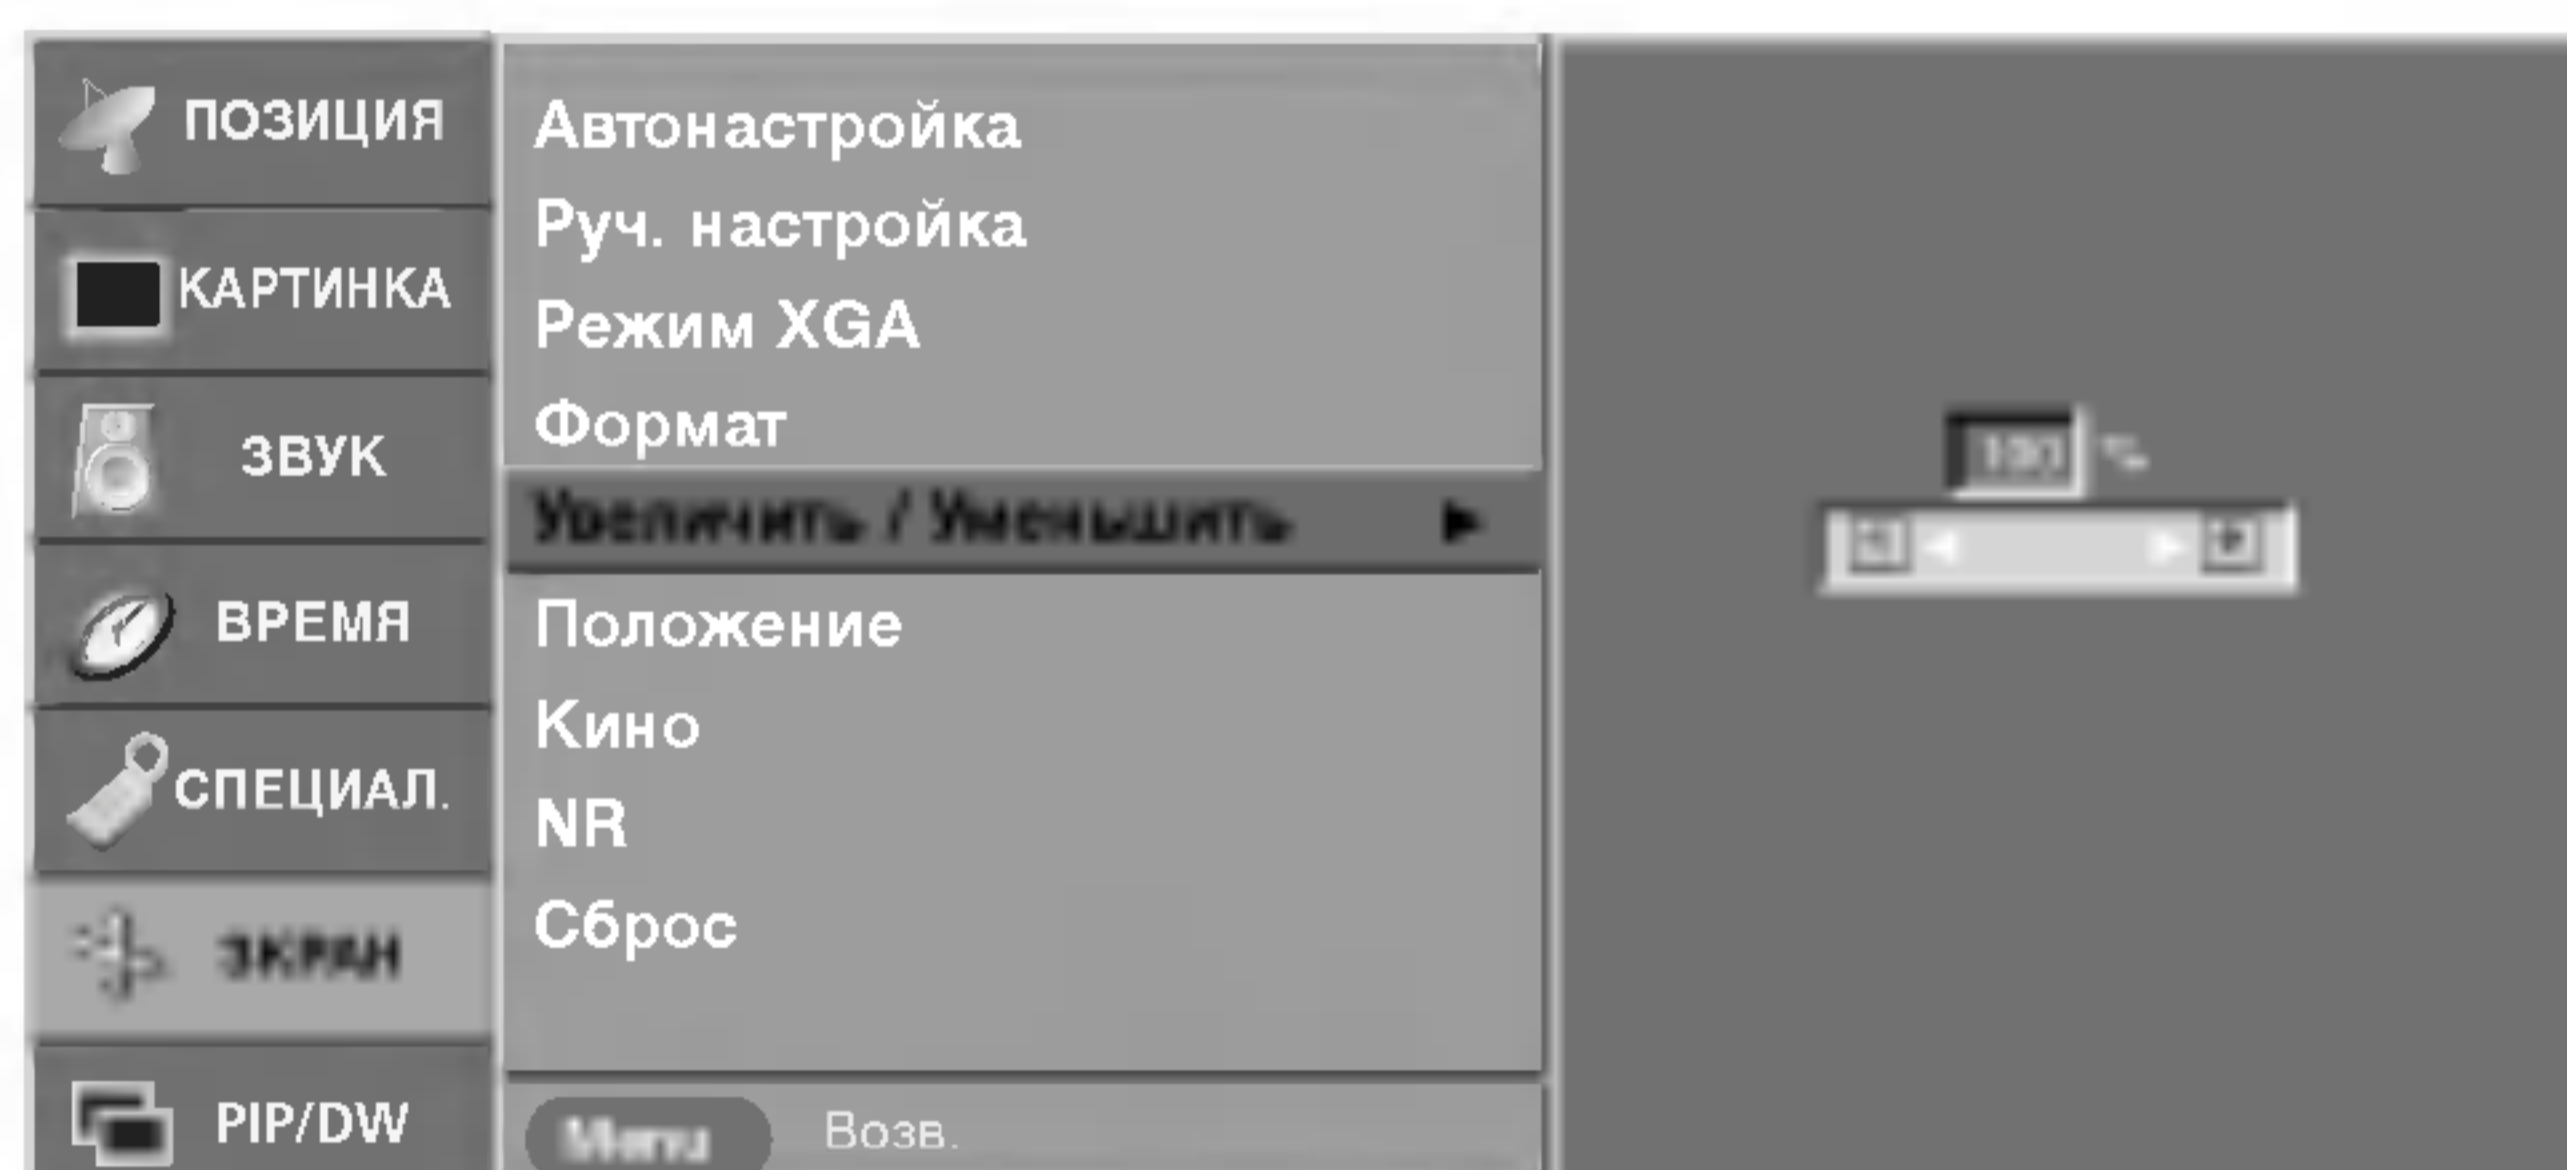 ПОЗИЦИЯ
КАРТИНКА
ЗВУК
ВРЕМЯ
СПЕЦИАЛ.
ЭКРАН
PIP/DW
Автонастройка
Руч. настройка
Режим XGA
Формат
Увеличить / Уменьшить
Положение
Кино
NR
Сброс
Menu Возв.
100 %